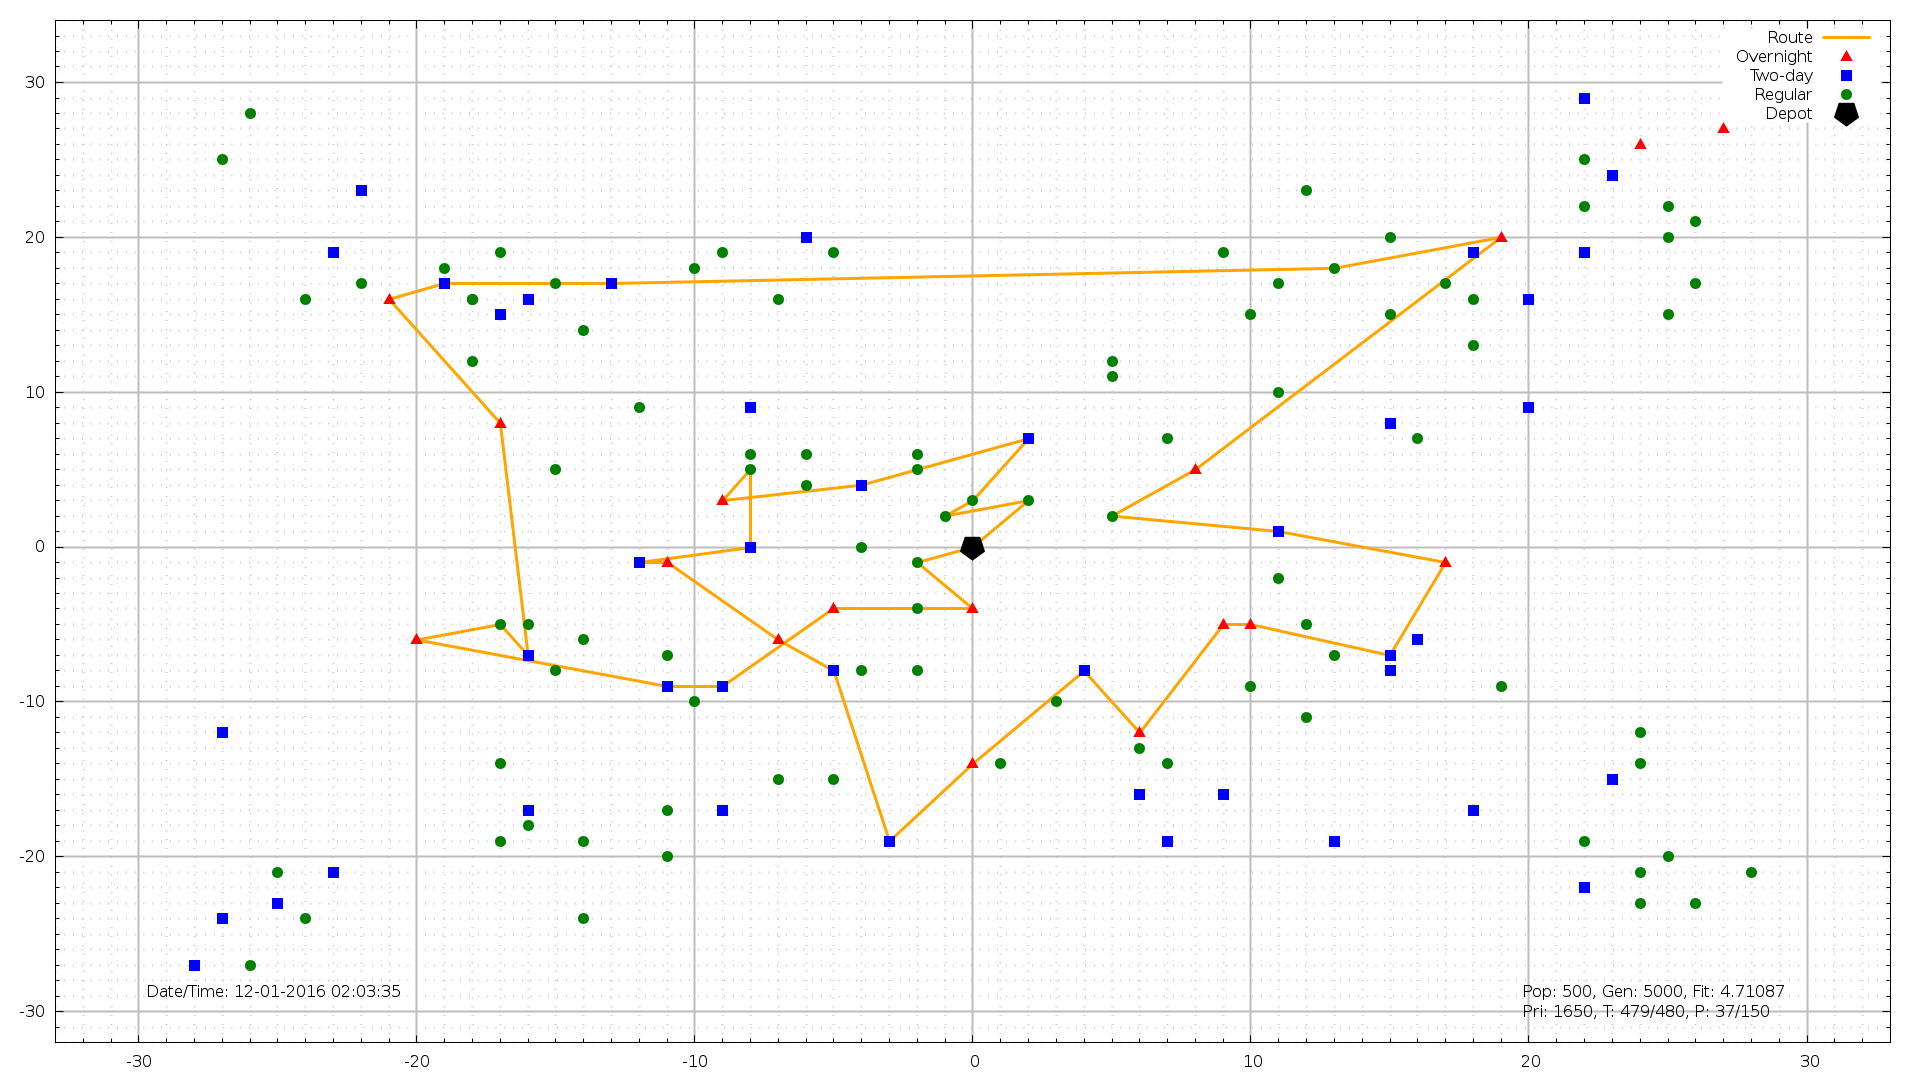 Route
Overnight
Two-day
Regular
Depot
30
20
10
0
-10
-20
-30
Date/Time: 12-01-2016 02:03:35
Pop: 500, Gen: 5000, Fit: 4.71087
Pri: 1650, T: 479/480, P: 37/150
-30 -20 -10 0 10 20 30